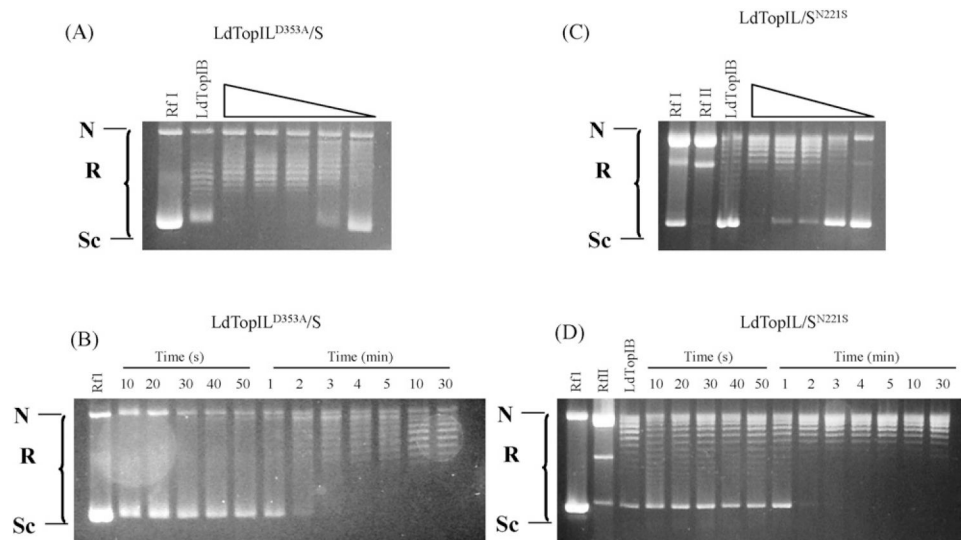 (A)
LdTopIL^D353A/S
Rf I
LdTopIB
N
R
Sc
(C)
LdTopIL/S^N221S
Rf I
Rf II
LdTopIB
N
R
Sc
(B)
LdTopIL^D353A/S
Time (s)
Time (min)
RfI
10 20 30 40 50 1 2 3 4 5 10 30
N
R
Sc
(D)
LdTopIL/S^N221S
Time (s)
Time (min)
RfI
RfII
LdTopIB
10 20 30 40 50 1 2 3 4 5 10 30
N
R
Sc